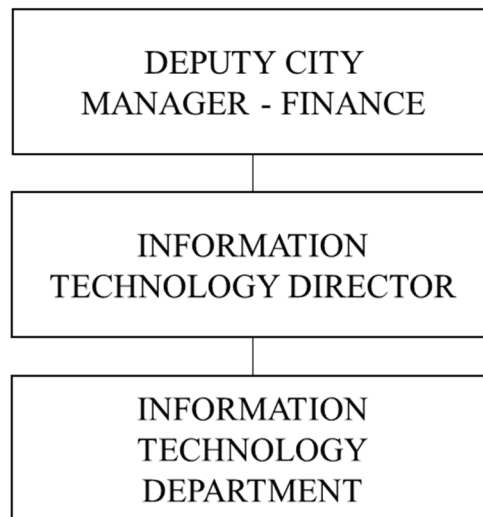 DEPUTY CITY
MANAGER - FINANCE
INFORMATION
TECHNOLOGY DIRECTOR
INFORMATION
TECHNOLOGY
DEPARTMENT